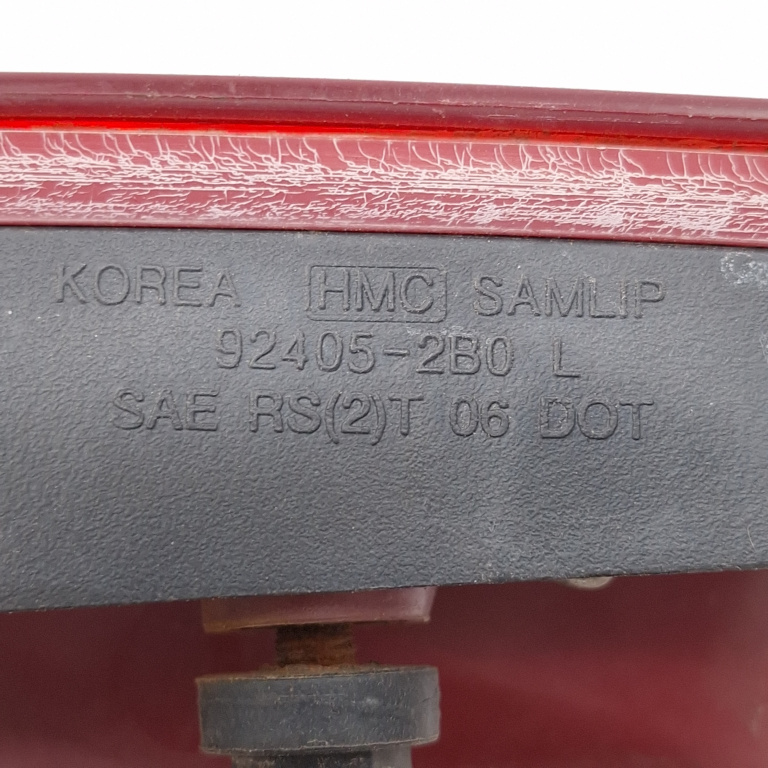 KOREA HMC SAMLIP
92405-2B0 L
SAE RS(2)T 06 DOT